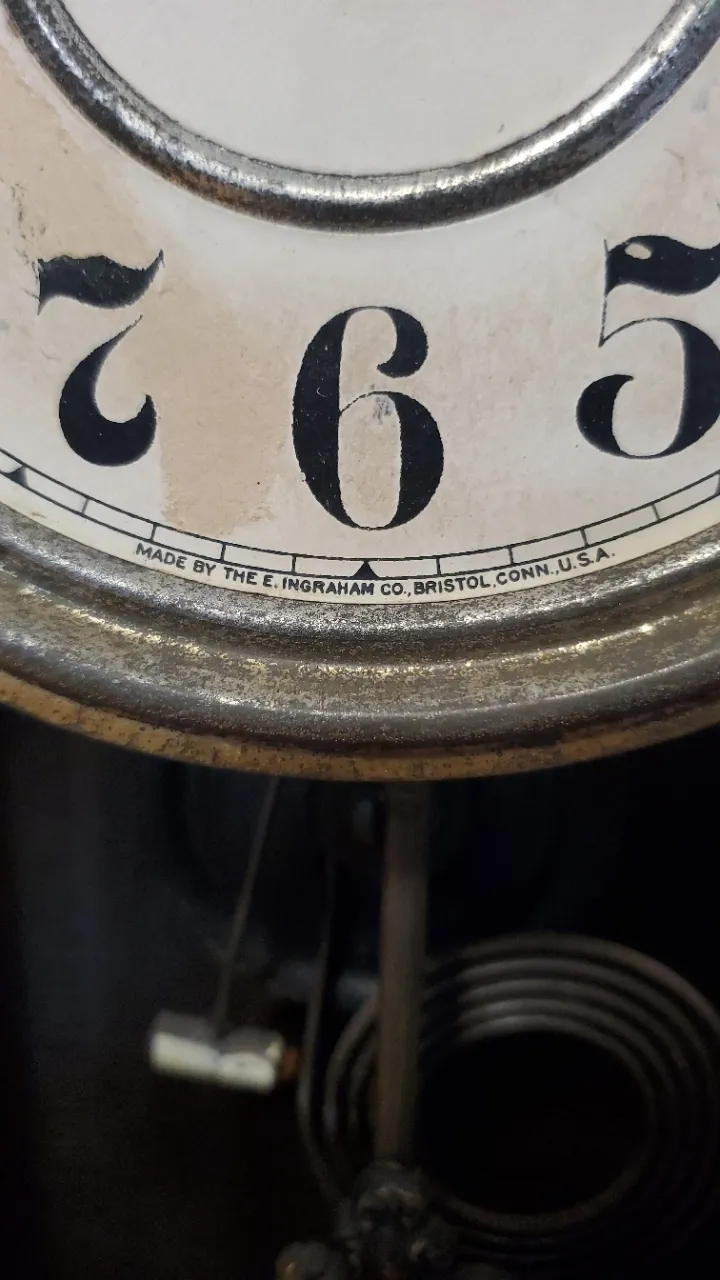 7 6 5
MADE BY THE E. INGRAHAM CO., BRISTOL, CONN., U.S.A.